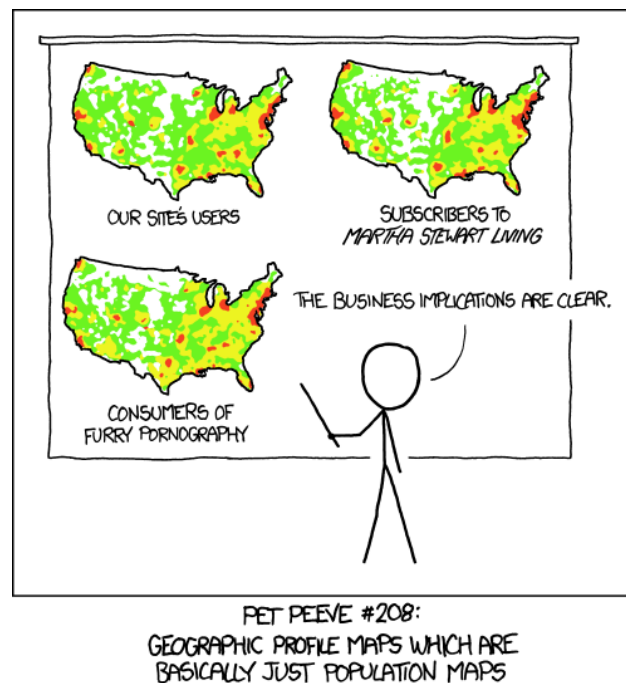 OUR SITE'S USERS
SUBSCRIBERS TO
MARTHA STEWART LIVING
CONSUMERS OF
FURRY PORNOGRAPHY
THE BUSINESS IMPLICATIONS ARE CLEAR.
PET PEEVE #208:
GEOGRAPHIC PROFILE MAPS WHICH ARE
BASICALLY JUST POPULATION MAPS